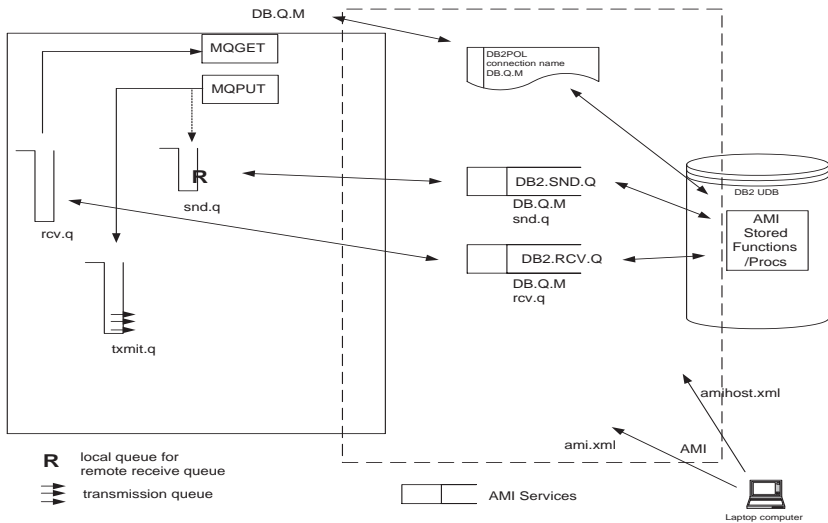 DB.Q.M
MQGET
MQPUT
DB2POL
connection name
DB.Q.M
R
snd.q
rcv.q
txmit.q
DB2.SND.Q
DB.Q.M
snd.q
DB2.RCV.Q
DB.Q.M
rcv.q
DB2 UDB
AMI
Stored
Functions
/Procs
amihost.xml
ami.xml
AMI
R local queue for
remote receive queue
transmission queue
AMI Services
Laptop computer